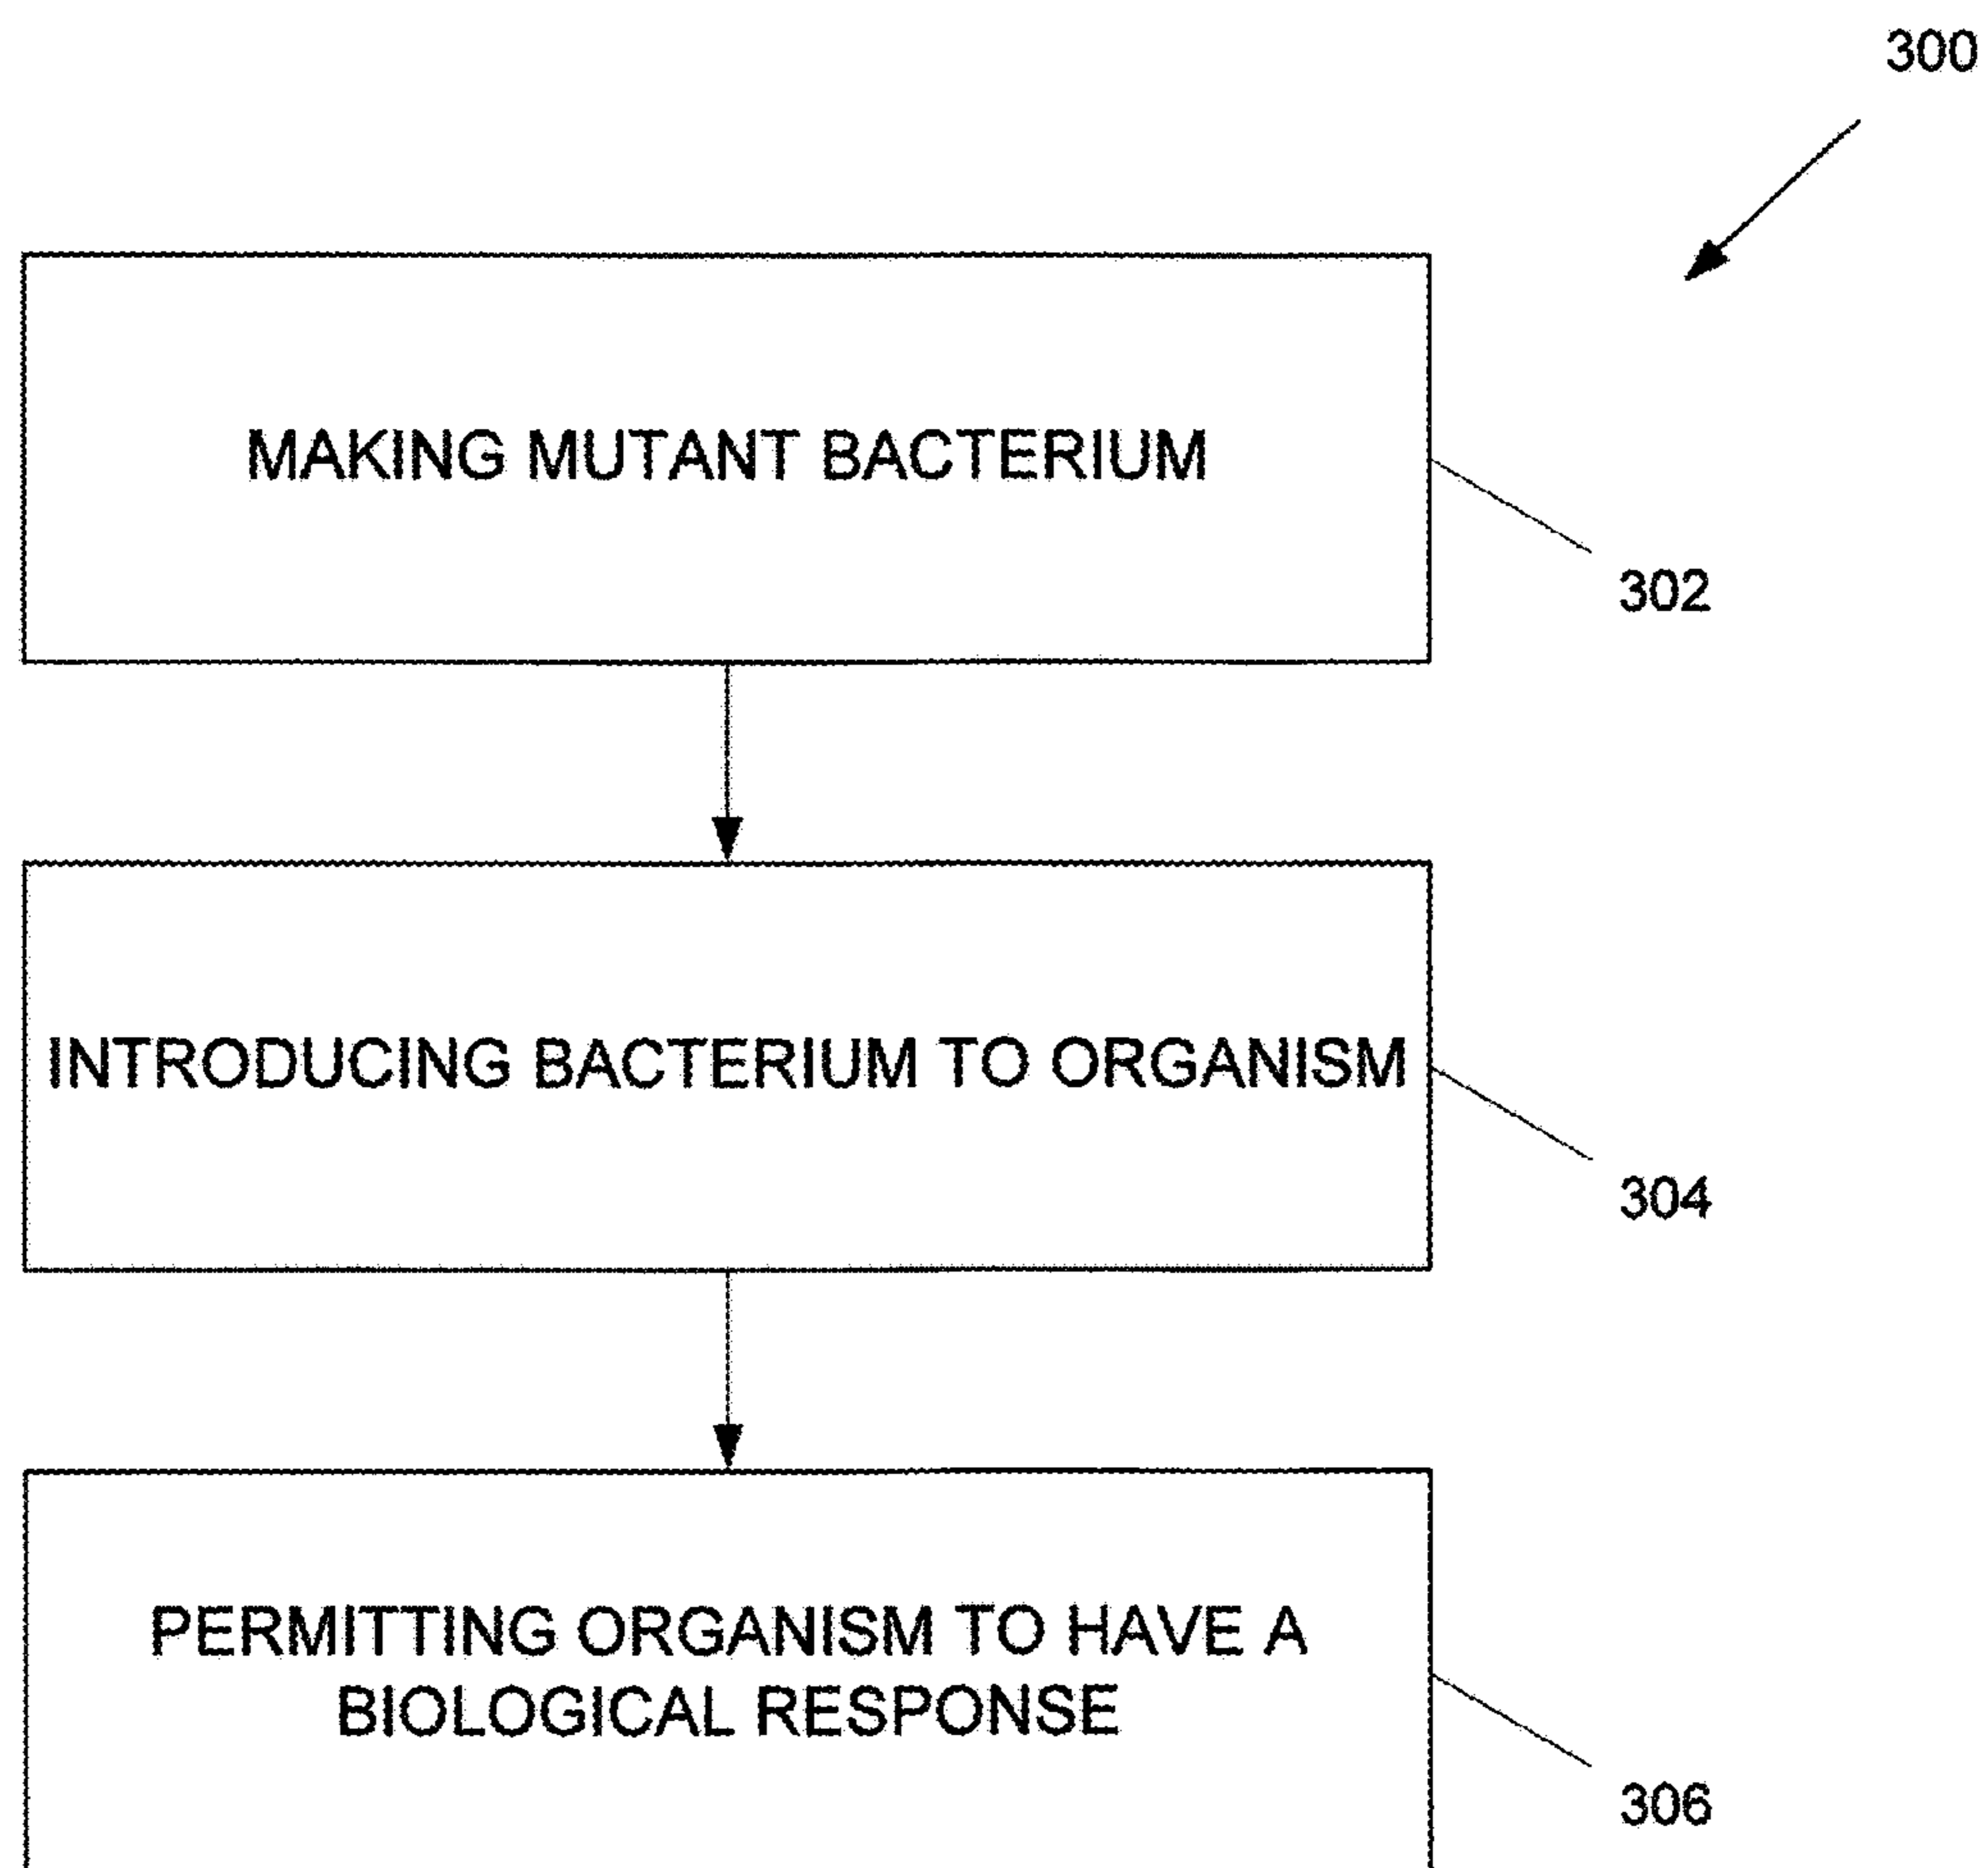 300
MAKING MUTANT BACTERIUM
302
INTRODUCING BACTERIUM TO ORGANISM
304
PERMITTING ORGANISM TO HAVE A
BIOLOGICAL RESPONSE
306